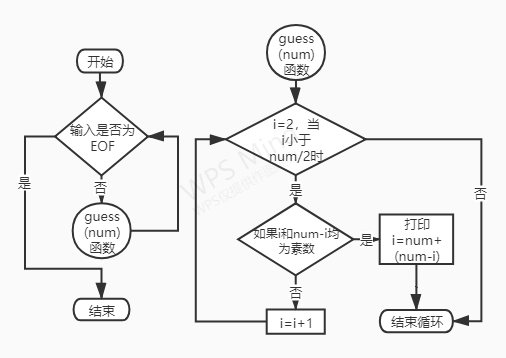 开始
输入是否为
EOF
是
否
guess
(num)
函数
结束
guess
(num)
函数
i=2，当
i小于
num/2时
是
否
如果i和num-i均
为素数
是
打印
i=num+
(num-i)
否
i=i+1
结束循环